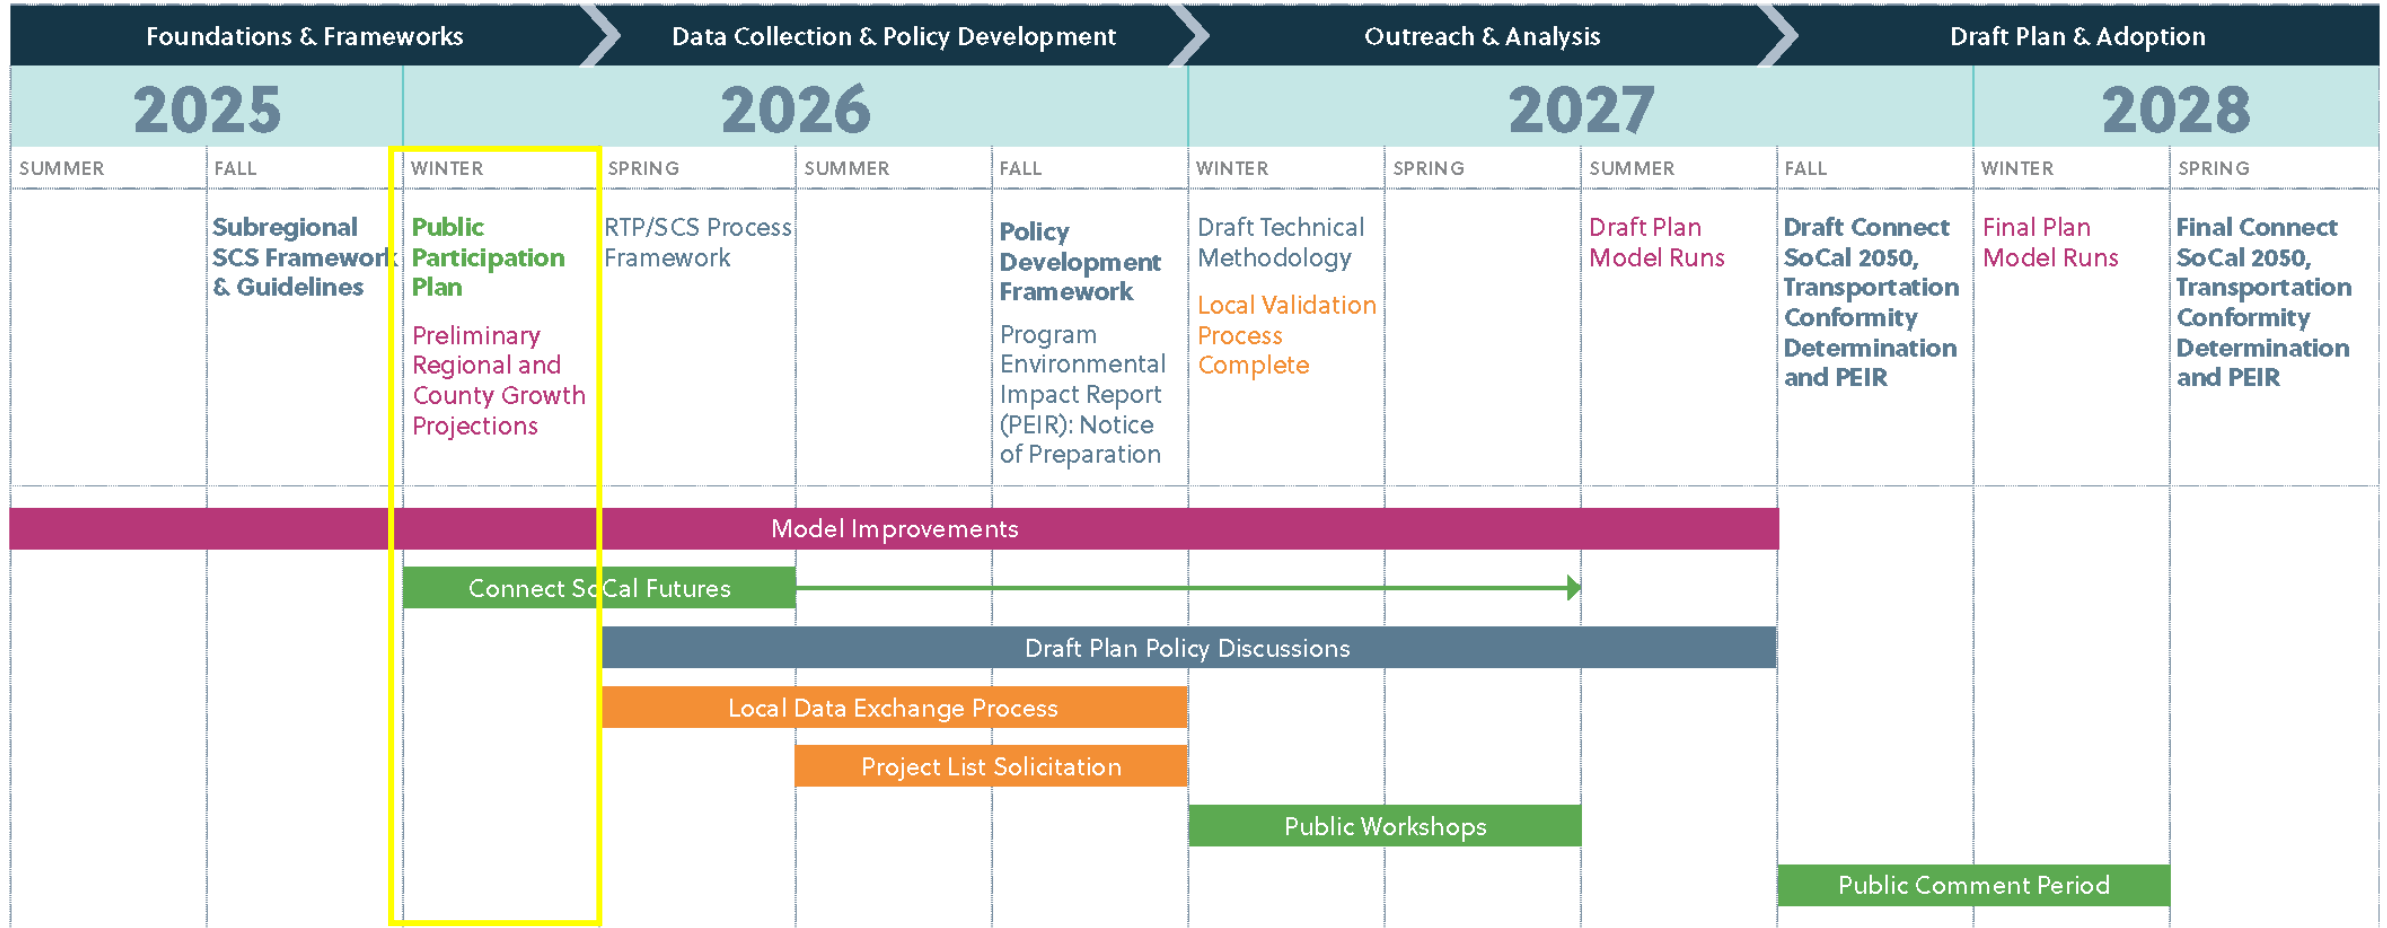 Foundations & Frameworks
Data Collection & Policy Development
Outreach & Analysis
Draft Plan & Adoption
2025
2026
2027
2028
SUMMER
FALL
WINTER
SPRING
SUMMER
FALL
WINTER
SPRING
SUMMER
FALL
WINTER
SPRING
Subregional
SCS Framework
& Guidelines
Public
Participation
Plan
Preliminary
Regional and
County Growth
Projections
RTP/SCS Process
Framework
Policy
Development
Framework
Program
Environmental
Impact Report
(PEIR): Notice
of Preparation
Draft Technical
Methodology
Local Validation
Process
Complete
Draft Plan
Model Runs
Draft Connect
SoCal 2050,
Transportation
Conformity
Determination
and PEIR
Final Plan
Model Runs
Final Connect
SoCal 2050,
Transportation
Conformity
Determination
and PEIR
Model Improvements
Connect SoCal Futures
Draft Plan Policy Discussions
Local Data Exchange Process
Project List Solicitation
Public Workshops
Public Comment Period